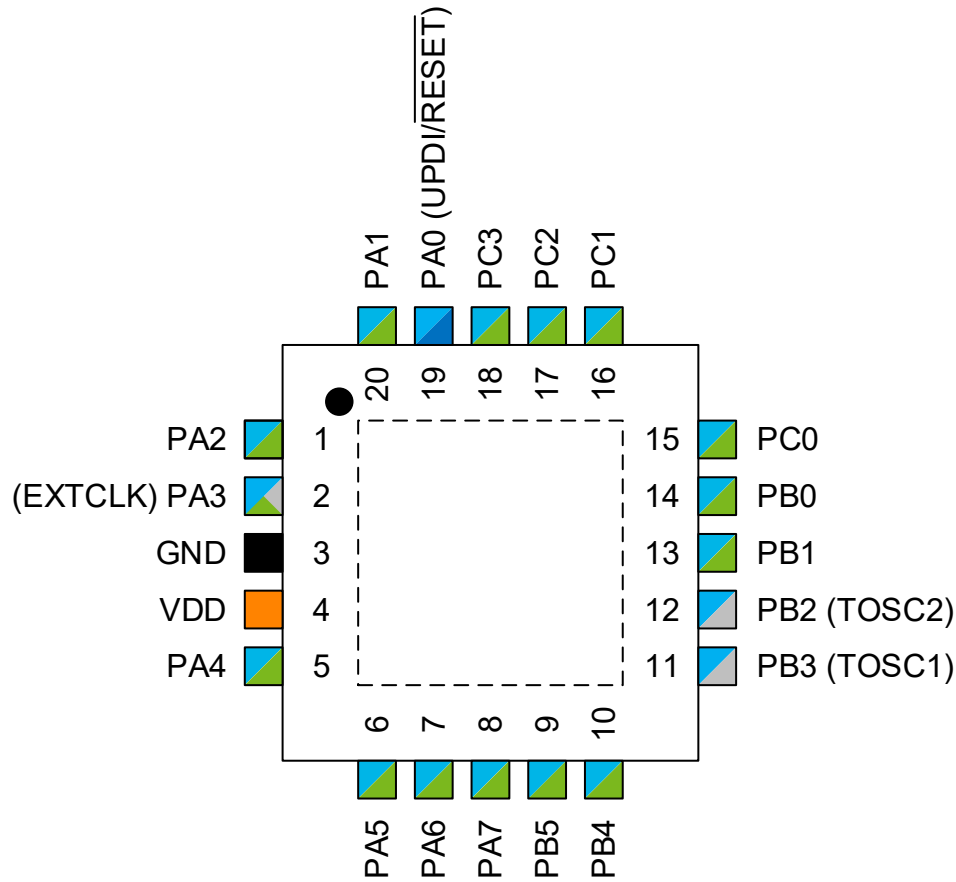 PA1
PA0 (UPDI/RESET)
PC3
PC2
PC1
20
19
18
17
16
PA2
1
15
PC0
(EXTCLK) PA3
2
14
PB0
GND
3
13
PB1
VDD
4
12
PB2 (TOSC2)
PA4
5
11
PB3 (TOSC1)
6
7
8
9
10
PA5
PA6
PA7
PB5
PB4